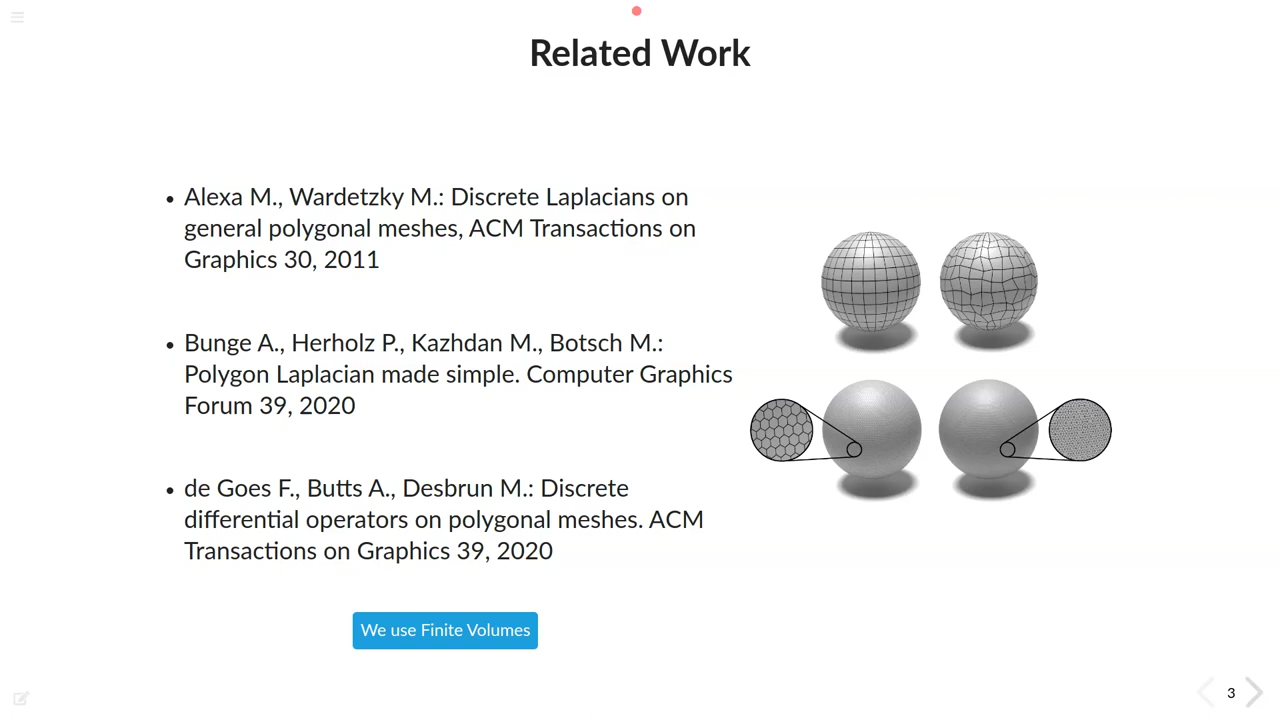 Related Work
• Alexa M., Wardetzky M.: Discrete Laplacians on
general polygonal meshes, ACM Transactions on
Graphics 30, 2011
• Bunge A., Herholz P., Kazhdan M., Botsch M.:
Polygon Laplacian made simple. Computer Graphics
Forum 39, 2020
• de Goes F., Butts A., Desbrun M.: Discrete
differential operators on polygonal meshes. ACM
Transactions on Graphics 39, 2020
We use Finite Volumes
3